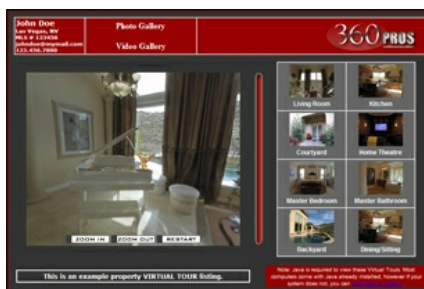 John Doe
Las Vegas, NV
MLS # 123456
johndoe@mymail.com
123.456.7890
Photo Gallery
Video Gallery
360 PROS
Living Room
Kitchen
Courtyard
Home Theatre
Master Bedroom
Master Bathroom
Backyard
Dining/Sitting
ZOOM IN
ZOOM OUT
RESTART
This is an example property VIRTUAL TOUR listing.
Note: Java is required to view these Virtual Tours. Most
computers come with Java already installed, however if your
system does not, you can